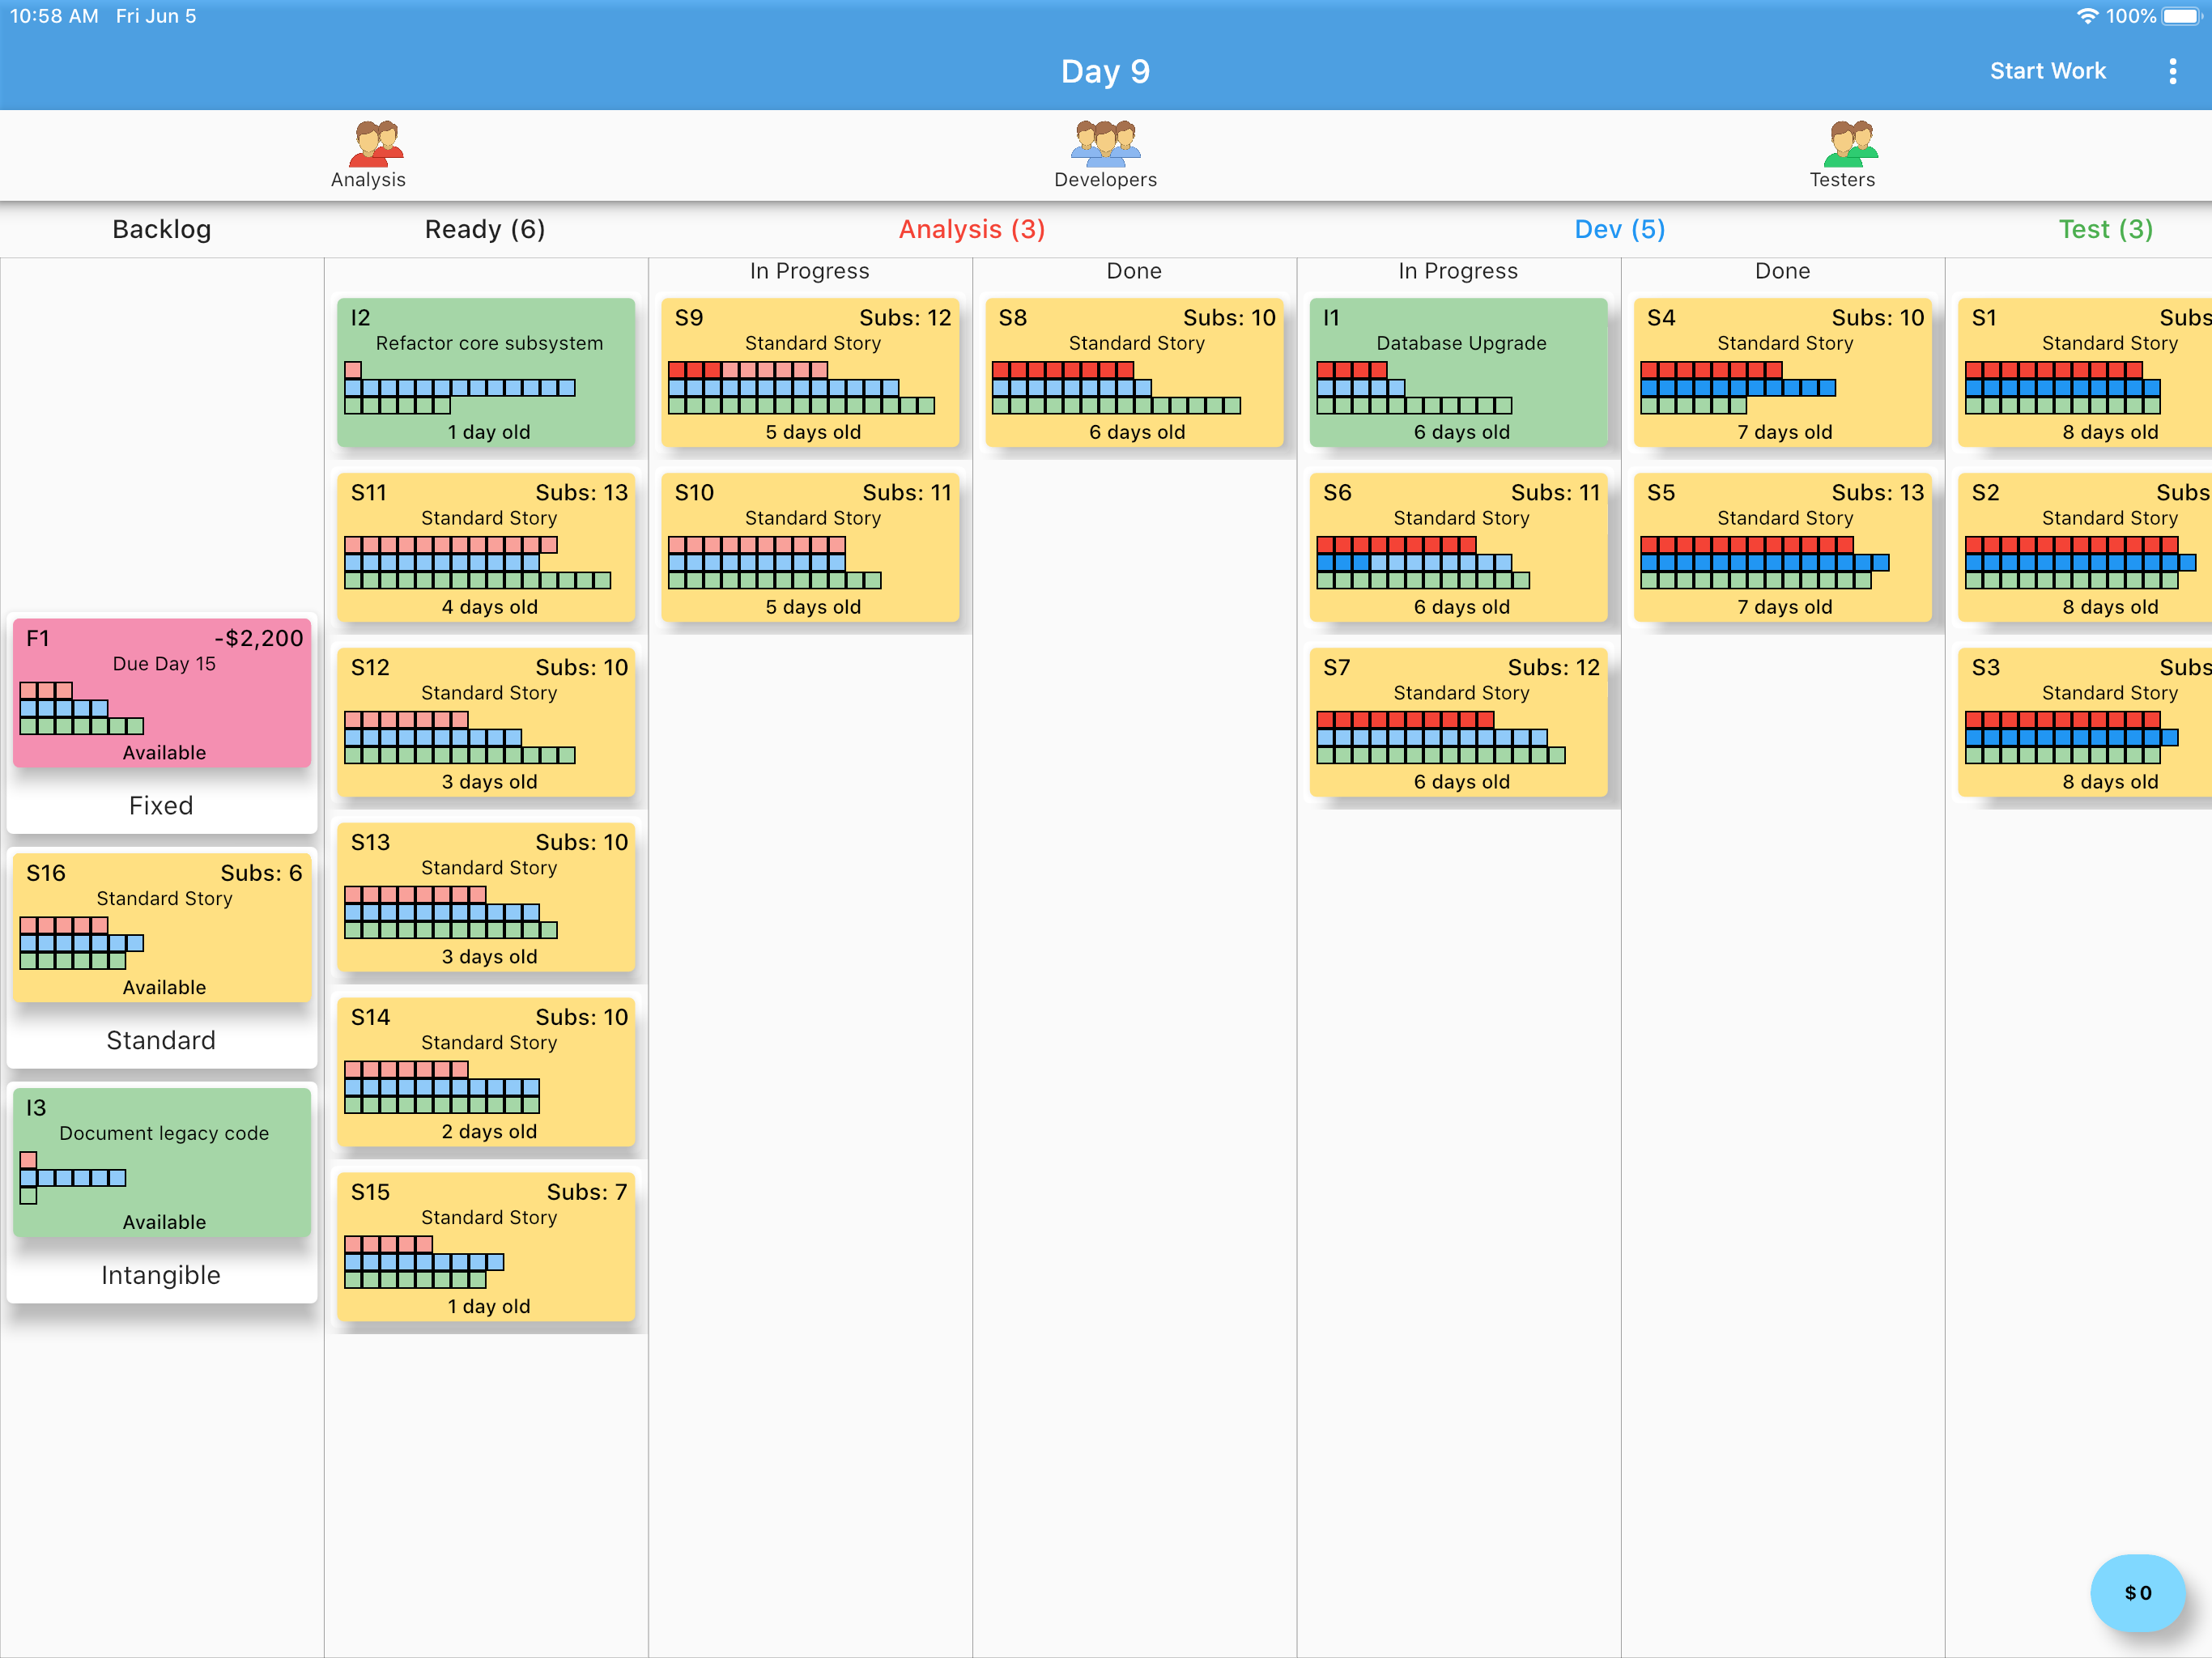 10:58 AM Fri Jun 5
100%
Day 9
Start Work
Analysis
Developers
Testers
Backlog
Ready (6)
Analysis (3)
Dev (5)
Test (3)
In Progress
Done
In Progress
Done
F1 -$2,200
Due Day 15
Available
Fixed
S16 Subs: 6
Standard Story
Available
Standard
I3
Document legacy code
Available
Intangible
I2
Refactor core subsystem
1 day old
S11 Subs: 13
Standard Story
4 days old
S12 Subs: 10
Standard Story
3 days old
S13 Subs: 10
Standard Story
3 days old
S14 Subs: 10
Standard Story
2 days old
S15 Subs: 7
Standard Story
1 day old
S9 Subs: 12
Standard Story
5 days old
S10 Subs: 11
Standard Story
5 days old
S8 Subs: 10
Standard Story
6 days old
I1
Database Upgrade
6 days old
S6 Subs: 11
Standard Story
6 days old
S7 Subs: 12
Standard Story
6 days old
S4 Subs: 10
Standard Story
7 days old
S5 Subs: 13
Standard Story
7 days old
S1 Subs
Standard Story
8 days old
S2 Subs
Standard Story
8 days old
S3 Subs
Standard Story
8 days old
$0